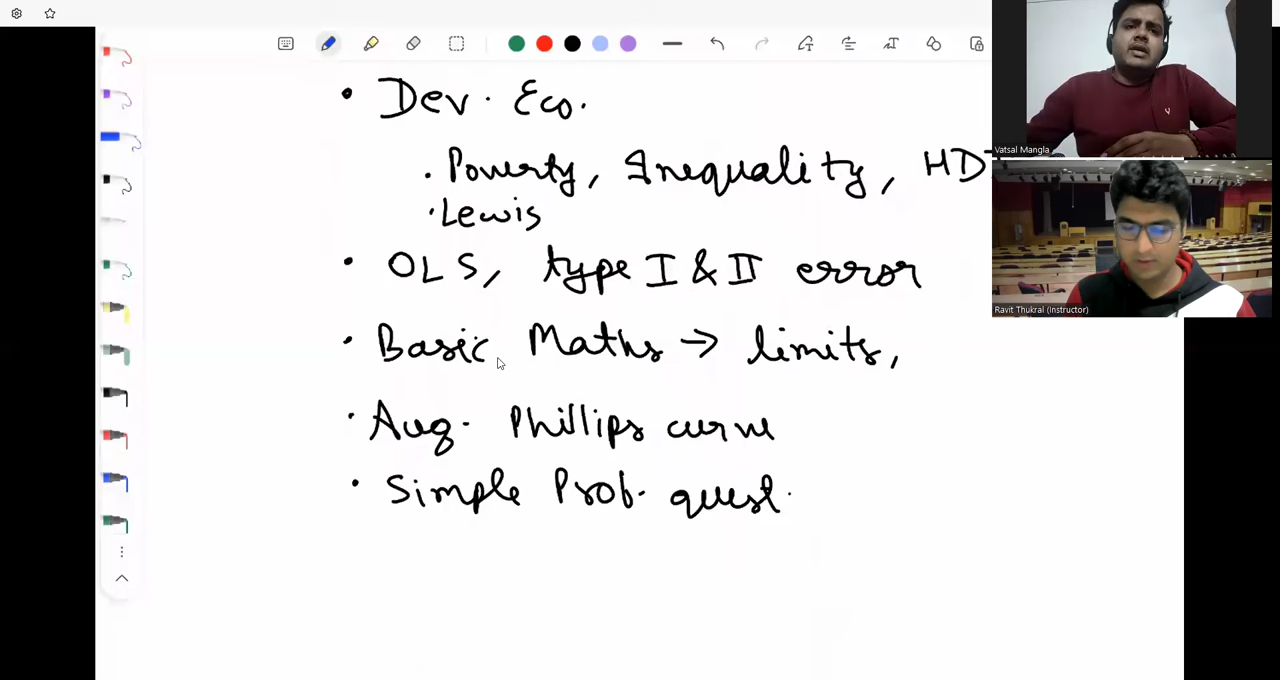 Vatsal Mangla
Ravit Thukral (Instructor)
• Dev. Eco.
• Poverty, Inequality,
• Lewis
• OLS, type I & II error
• Basic Maths → limits,
• Aug. Phillips curve
• Simple Prob. quest.